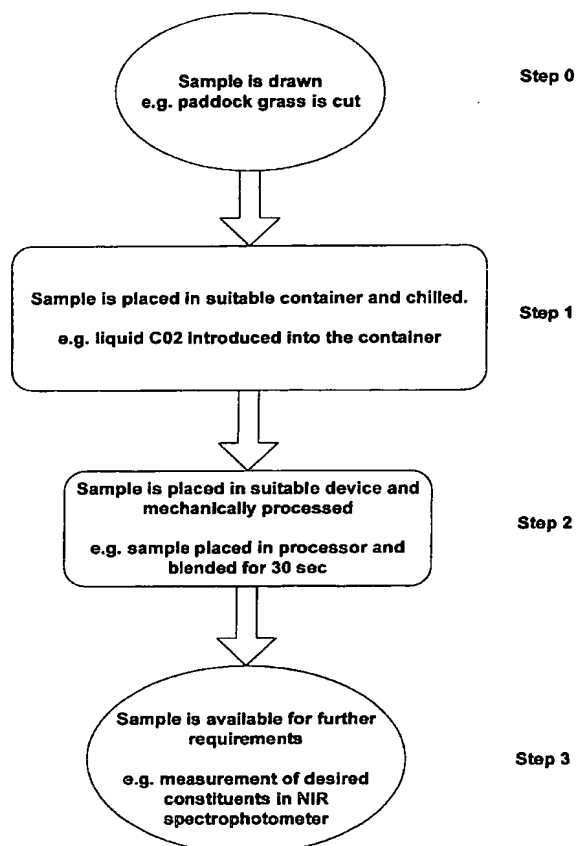 Sample is drawn
e.g. paddock grass is cut
Step 0
Sample is placed in suitable container and chilled.
e.g. liquid C02 Introduced into the container
Step 1
Sample is placed in suitable device and
mechanically processed
e.g. sample placed in processor and
blended for 30 sec
Step 2
Sample is available for further
requirements
e.g. measurement of desired
constituents in NIR
spectrophotometer
Step 3